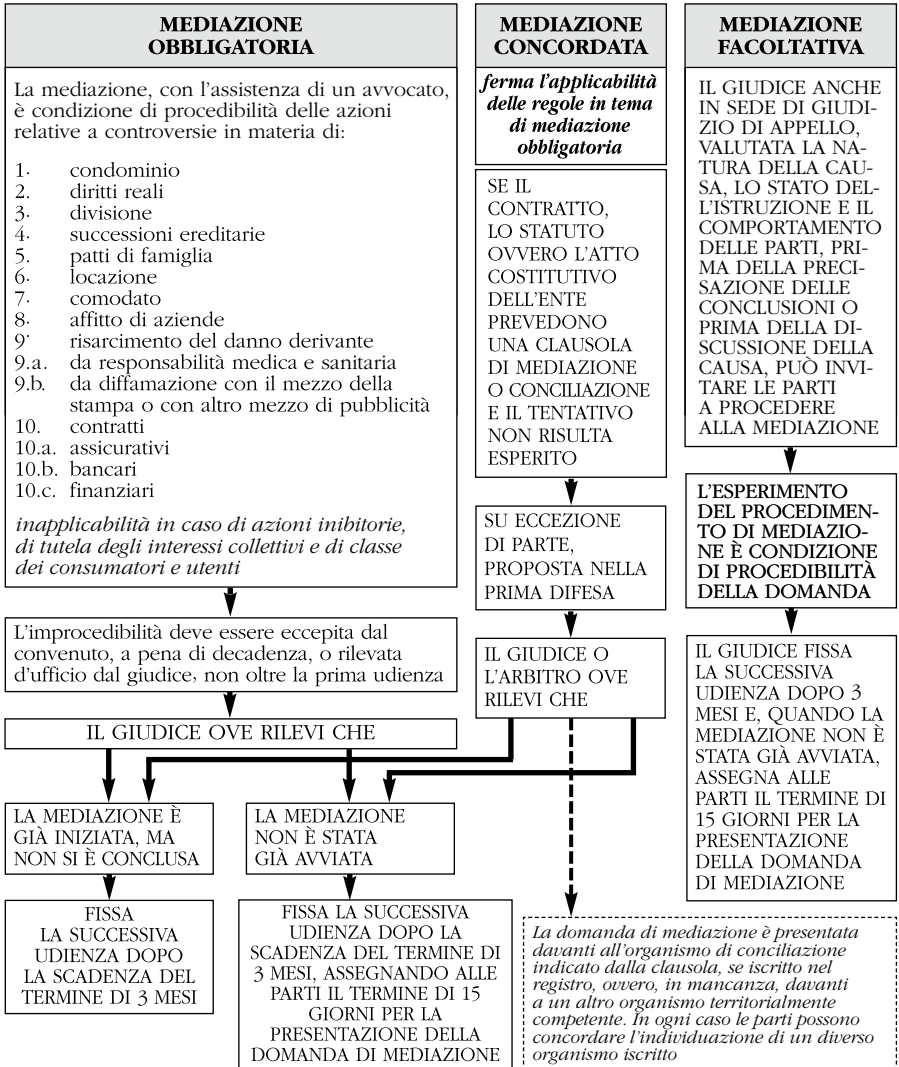 MEDIAZIONE
OBBLIGATORIA
La mediazione, con l'assistenza di un avvocato,
è condizione di procedibilità delle azioni
relative a controversie in materia di:
1. condominio
2. diritti reali
3. divisione
4. successioni ereditarie
5. patti di famiglia
6. locazione
7. comodato
8. affitto di aziende
9. risarcimento del danno derivante
9.a. da responsabilità medica e sanitaria
9.b. da diffamazione con il mezzo della
stampa o con altro mezzo di pubblicità
10. contratti
10.a. assicurativi
10.b. bancari
10.c. finanziari
inapplicabilità in caso di azioni inibitorie,
di tutela degli interessi collettivi e di classe
dei consumatori e utenti
L'improcedibilità deve essere eccepita dal
convenuto, a pena di decadenza, o rilevata
d'ufficio dal giudice, non oltre la prima udienza
IL GIUDICE OVE RILEVI CHE
LA MEDIAZIONE È
GIÀ INIZIATA, MA
NON SI È CONCLUSA
FISSA
LA SUCCESSIVA
UDIENZA DOPO
LA SCADENZA DEL
TERMINE DI 3 MESI
LA MEDIAZIONE
NON È STATA
GIÀ AVVIATA
FISSA LA SUCCESSIVA
UDIENZA DOPO LA
SCADENZA DEL TERMINE DI
3 MESI, ASSEGNANDO ALLE
PARTI IL TERMINE DI 15
GIORNI PER LA
PRESENTAZIONE DELLA
DOMANDA DI MEDIAZIONE
MEDIAZIONE
CONCORDATA
ferma l'applicabilità
delle regole in tema
di mediazione
obbligatoria
SE IL
CONTRATTO,
LO STATUTO
OVVERO L'ATTO
COSTITUTIVO
DELL'ENTE
PREVEDONO
UNA CLAUSOLA
DI MEDIAZIONE
O CONCILIAZIONE
E IL TENTATIVO
NON RISULTA
ESPERITO
SU ECCEZIONE
DI PARTE,
PROPOSTA NELLA
PRIMA DIFESA
IL GIUDICE O
L'ARBITRO OVE
RILEVI CHE
La domanda di mediazione è presentata
davanti all'organismo di conciliazione
indicato dalla clausola, se iscritto nel
registro, ovvero, in mancanza, davanti
a un altro organismo territorialmente
competente. In ogni caso le parti possono
concordare l'individuazione di un diverso
organismo iscritto
MEDIAZIONE
FACOLTATIVA
IL GIUDICE ANCHE
IN SEDE DI GIUDI-
ZIO DI APPELLO,
VALUTATA LA NA-
TURA DELLA CAU-
SA, LO STATO DEL-
L'ISTRUZIONE E IL
COMPORTAMENTO
DELLE PARTI, PRI-
MA DELLA PRECI-
SAZIONE DELLE
CONCLUSIONI O
PRIMA DELLA DI-
SCUSSIONE DELLA
CAUSA, PUÒ INVI-
TARE LE PARTI
A PROCEDERE
ALLA MEDIAZIONE
L'ESPERIMENTO
DEL PROCEDIMEN-
TO DI MEDIAZIO-
NE È CONDIZIONE
DI PROCEDIBILITÀ
DELLA DOMANDA
IL GIUDICE FISSA
LA SUCCESSIVA
UDIENZA DOPO 3
MESI E, QUANDO LA
MEDIAZIONE NON È
STATA GIÀ AVVIATA,
ASSEGNA ALLE
PARTI IL TERMINE DI
15 GIORNI PER LA
PRESENTAZIONE
DELLA DOMANDA
DI MEDIAZIONE